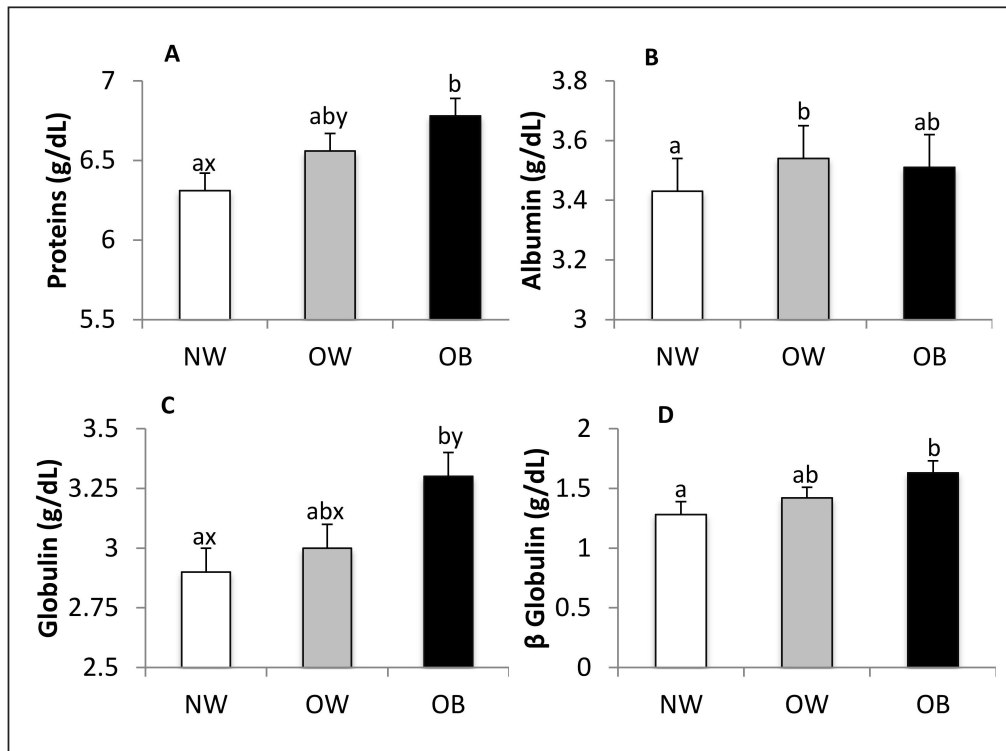 A
Proteins (g/dL)
7
6.5
6
5.5
ax
aby
b
NW OW OB
B
Albumin (g/dL)
3.8
3.6
3.4
3.2
3
a
b
ab
NW OW OB
C
Globulin (g/dL)
3.5
3.25
3
2.75
2.5
ax
abx
by
NW OW OB
D
β Globulin (g/dL)
2
1.5
1
0.5
0
a
ab
b
NW OW OB